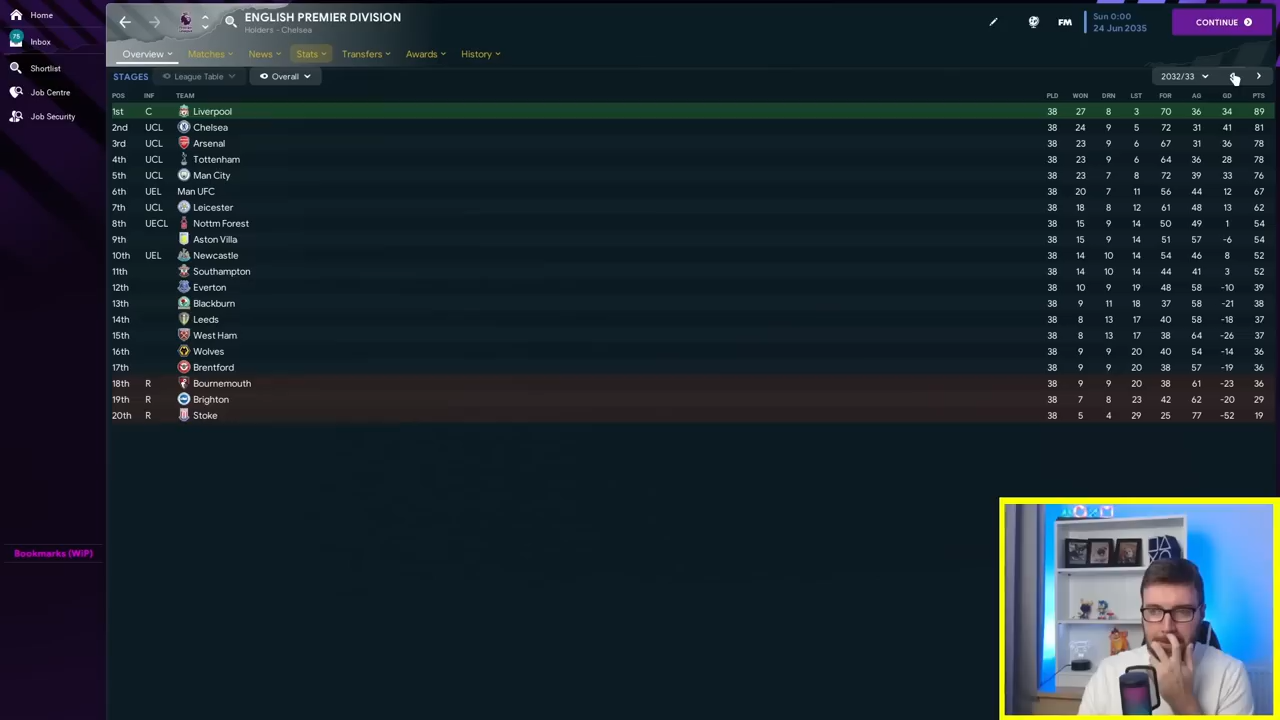 Home
ENGLISH PREMIER DIVISION
Holders - Chelsea
FM
Sun 0:00
24 Jun 2035
CONTINUE
75
Inbox
Shortlist
Job Centre
Job Security
Bookmarks (WiP)
Overview Matches News Stats Transfers Awards History
STAGES League Table Overall 2032/33
POS INF TEAM PLD WON DRN LST FOR AG GD PTS
1st C Liverpool 38 27 8 3 70 36 34 89
2nd UCL Chelsea 38 24 9 5 72 31 41 81
3rd UCL Arsenal 38 23 9 6 67 31 36 78
4th UCL Tottenham 38 23 9 6 64 36 28 78
5th UCL Man City 38 23 7 8 72 39 33 76
6th UEL Man UFC 38 20 7 11 56 44 12 67
7th UCL Leicester 38 18 8 12 61 48 13 62
8th UECL Nottm Forest 38 15 9 14 50 49 1 54
9th Aston Villa 38 15 9 14 51 57 -6 54
10th UEL Newcastle 38 14 10 14 54 46 8 52
11th Southampton 38 14 10 14 44 41 3 52
12th Everton 38 10 9 19 48 58 -10 39
13th Blackburn 38 9 11 18 37 58 -21 38
14th Leeds 38 8 13 17 40 58 -18 37
15th West Ham 38 8 13 17 38 64 -26 37
16th Wolves 38 9 9 20 40 54 -14 36
17th Brentford 38 9 9 20 38 57 -19 36
18th R Bournemouth 38 9 9 20 38 61 -23 36
19th R Brighton 38 7 8 23 42 62 -20 29
20th R Stoke 38 5 4 29 25 77 -52 19